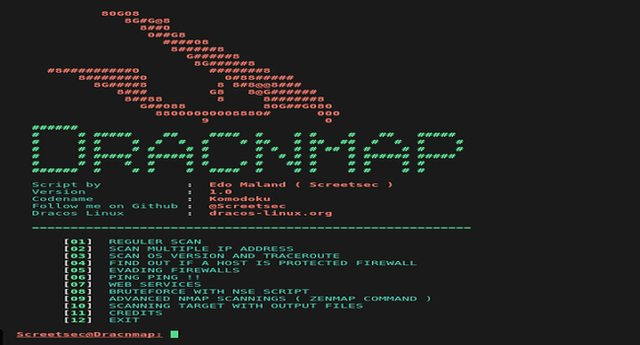 DRACNMAP
Script by : Edo Maland ( Screetsec )
Version : 1.0
Codename : Komodoku
Follow me on Github : @Screetsec
Dracos Linux : dracos-linux.org
[01] REGULER SCAN
[02] SCAN MULTIPLE IP ADDRESS
[03] SCAN OS VERSION AND TRACEROUTE
[04] FIND OUT IF A HOST IS PROTECTED FIREWALL
[05] EVADING FIREWALLS
[06] PING PING !!
[07] WEB SERVICES
[08] BRUTEFORCE WITH NSE SCRIPT
[09] ADVANCED NMAP SCANNINGS ( ZENMAP COMMAND )
[10] SCANNING TARGET WITH OUTPUT FILES
[11] CREDITS
[12] EXIT
Screetsec@Dracnmap: